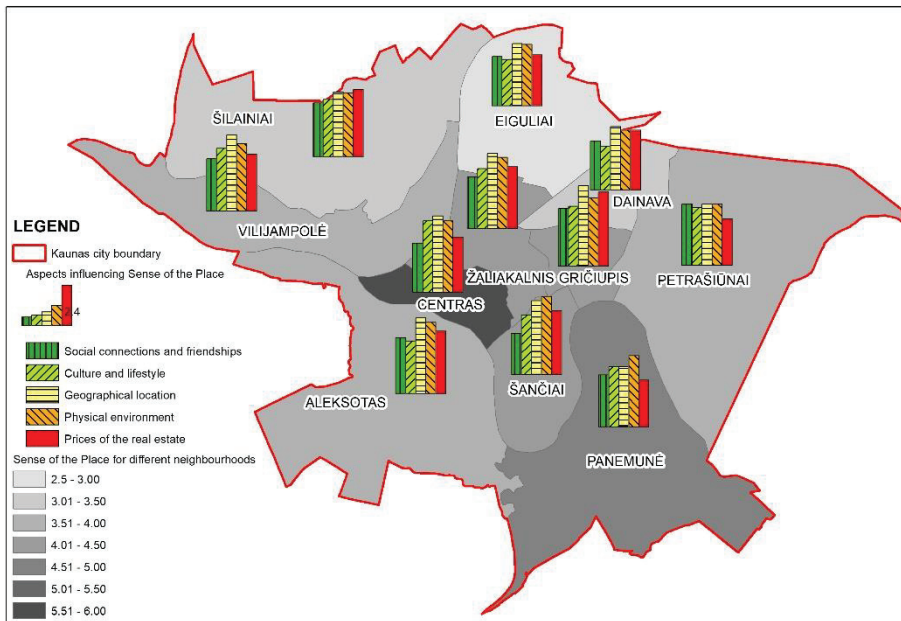 EIGULIAI
ŠILAINIAI
DAINAVA
LEGEND
VILIJAMPOLĖ
Kaunas city boundary
ŽALIAKALNIS GRIČIUPIS
PETRAŠIŪNAI
Aspects influencing Sense of the Place
CENTRAS
2.4
Social connections and friendships
Culture and lifestyle
ŠANČIAI
Geographical location
ALEKSOTAS
Physical environment
Prices of the real estate
Sense of the Place for different neighbourhoods
PANEMUNĖ
2.5 - 3.00
3.01 - 3.50
3.51 - 4.00
4.01 - 4.50
4.51 - 5.00
5.01 - 5.50
5.51 - 6.00